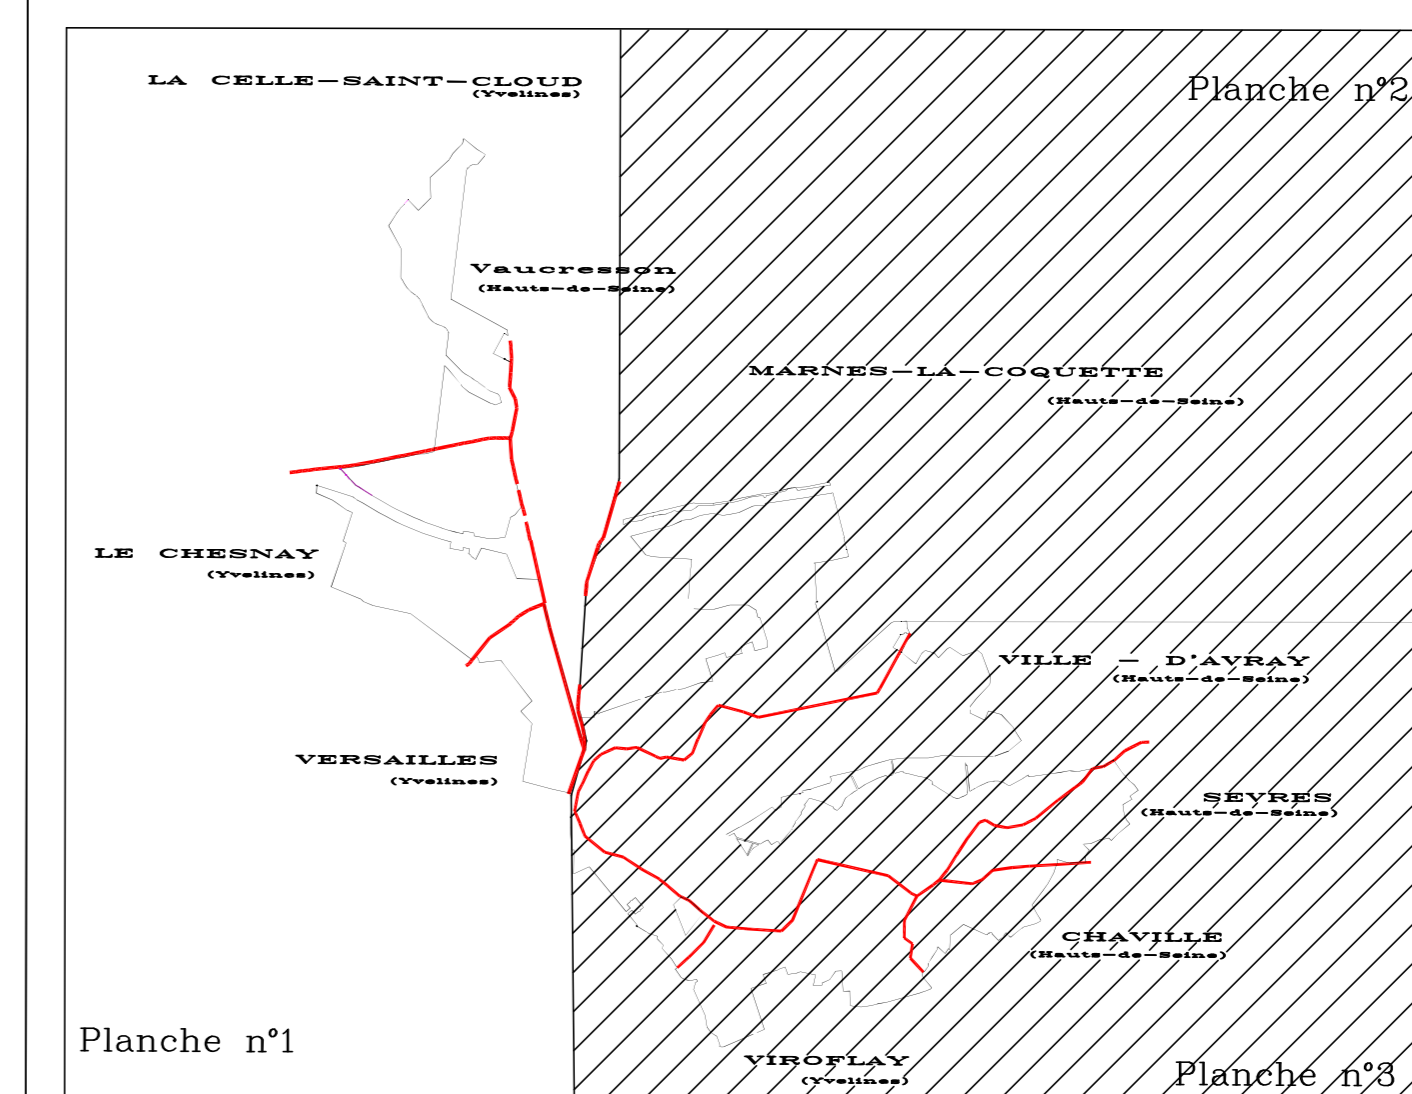 LA CELLE-SAINT-CLOUD
(Yvelines)
Planche n°2
Vaucresson
(Hauts-de-Seine)
MARNES-LA-COQUETTE
(Hauts-de-Seine)
LE CHESNAY
(Yvelines)
VILLE - D'AVRAY
(Hauts-de-Seine)
VERSAILLES
(Yvelines)
SEVRES
(Hauts-de-Seine)
CHAVILLE
(Hauts-de-Seine)
Planche n°1
VIROFLAY
(Yvelines)
Planche n°3